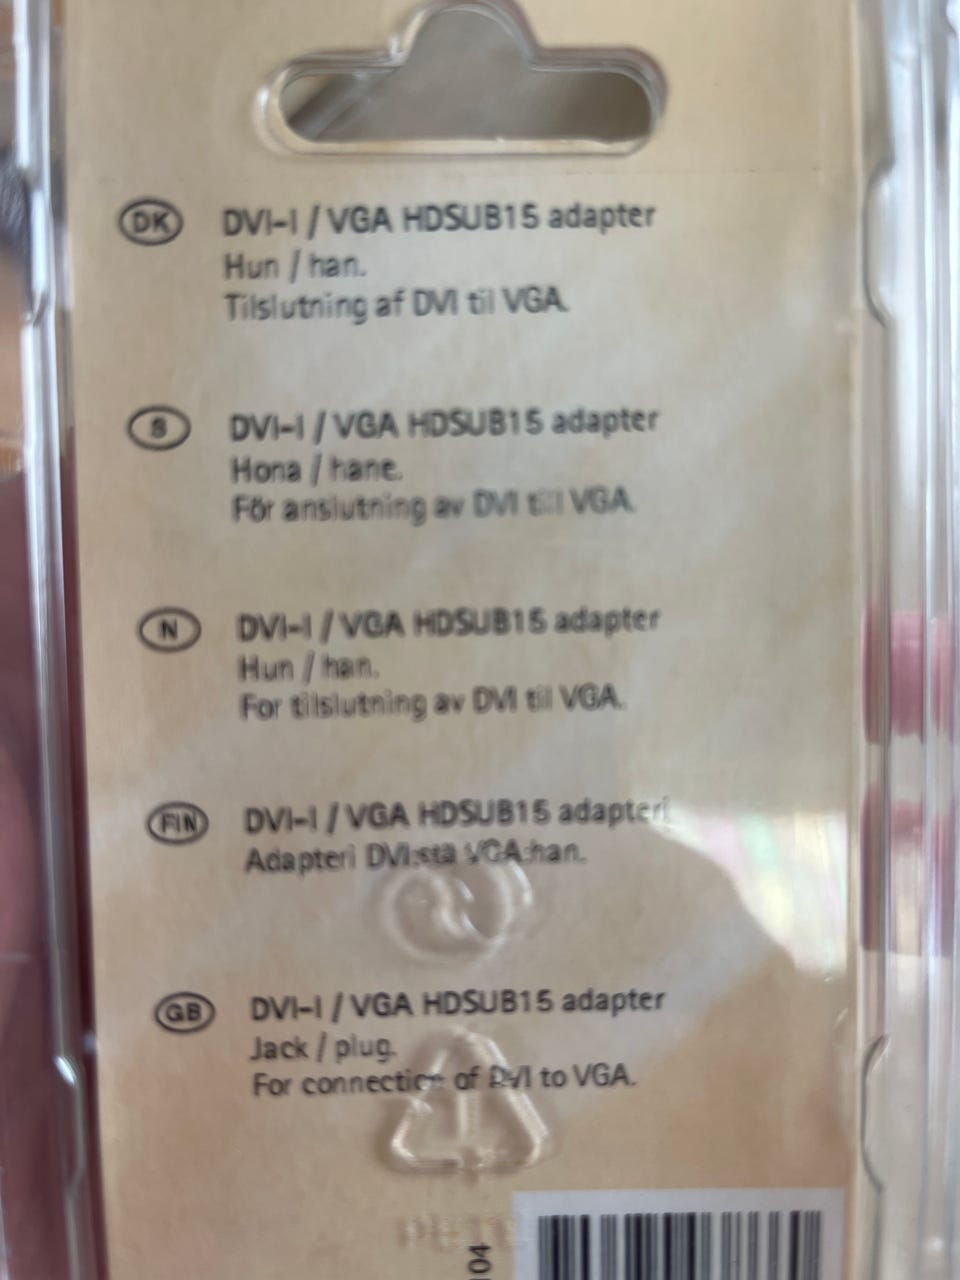 DK DVI-I / VGA HDSUB15 adapter
Hun / han.
Tilslutning af DVI til VGA.
S DVI-I / VGA HDSUB15 adapter
Hona / hane.
För anslutning av DVI till VGA.
N DVI-I / VGA HDSUB15 adapter
Hun / han.
For tilslutning av DVI til VGA.
FIN DVI-I / VGA HDSUB15 adapteri
Adapteri DVI:stä VGA:han.
GB DVI-I / VGA HDSUB15 adapter
Jack / plug.
For connection of DVI to VGA.
104